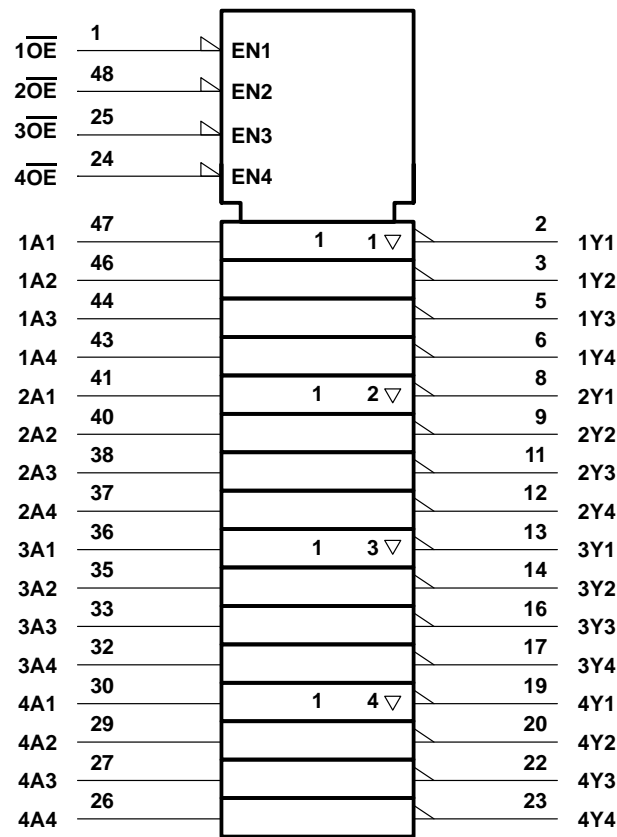 1O̅E̅ 1 EN1
2O̅E̅ 48 EN2
3O̅E̅ 25 EN3
4O̅E̅ 24 EN4
1A1 47 1 1 ▽ 2 1Y1
1A2 46 3 1Y2
1A3 44 5 1Y3
1A4 43 6 1Y4
2A1 41 1 2 ▽ 8 2Y1
2A2 40 9 2Y2
2A3 38 11 2Y3
2A4 37 12 2Y4
3A1 36 1 3 ▽ 13 3Y1
3A2 35 14 3Y2
3A3 33 16 3Y3
3A4 32 17 3Y4
4A1 30 1 4 ▽ 19 4Y1
4A2 29 20 4Y2
4A3 27 22 4Y3
4A4 26 23 4Y4